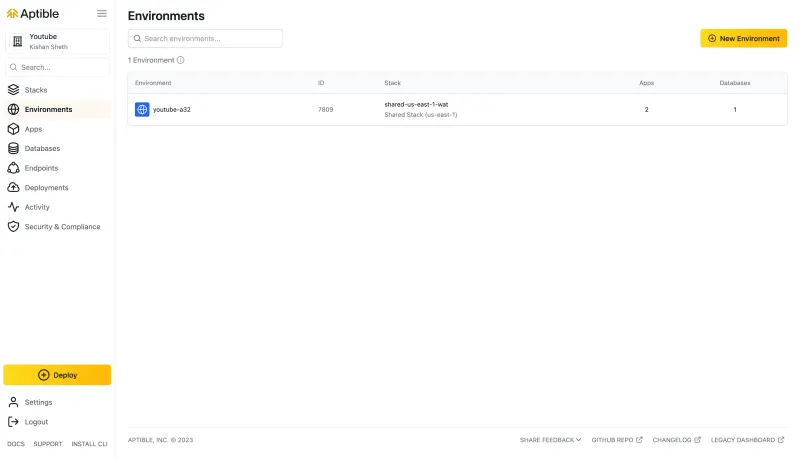 Aptible
Youtube
Kishan Sheth
Search...
Stacks
Environments
Apps
Databases
Endpoints
Deployments
Activity
Security & Compliance
Deploy
Settings
Logout
DOCS SUPPORT INSTALL CLI
Environments
Search environments...
New Environment
1 Environment
Environment ID Stack Apps Databases
youtube-a32 7809 shared-us-east-1-wat 2 1
Shared Stack (us-east-1)
APTIBLE, INC. © 2023 SHARE FEEDBACK GITHUB REPO CHANGELOG LEGACY DASHBOARD